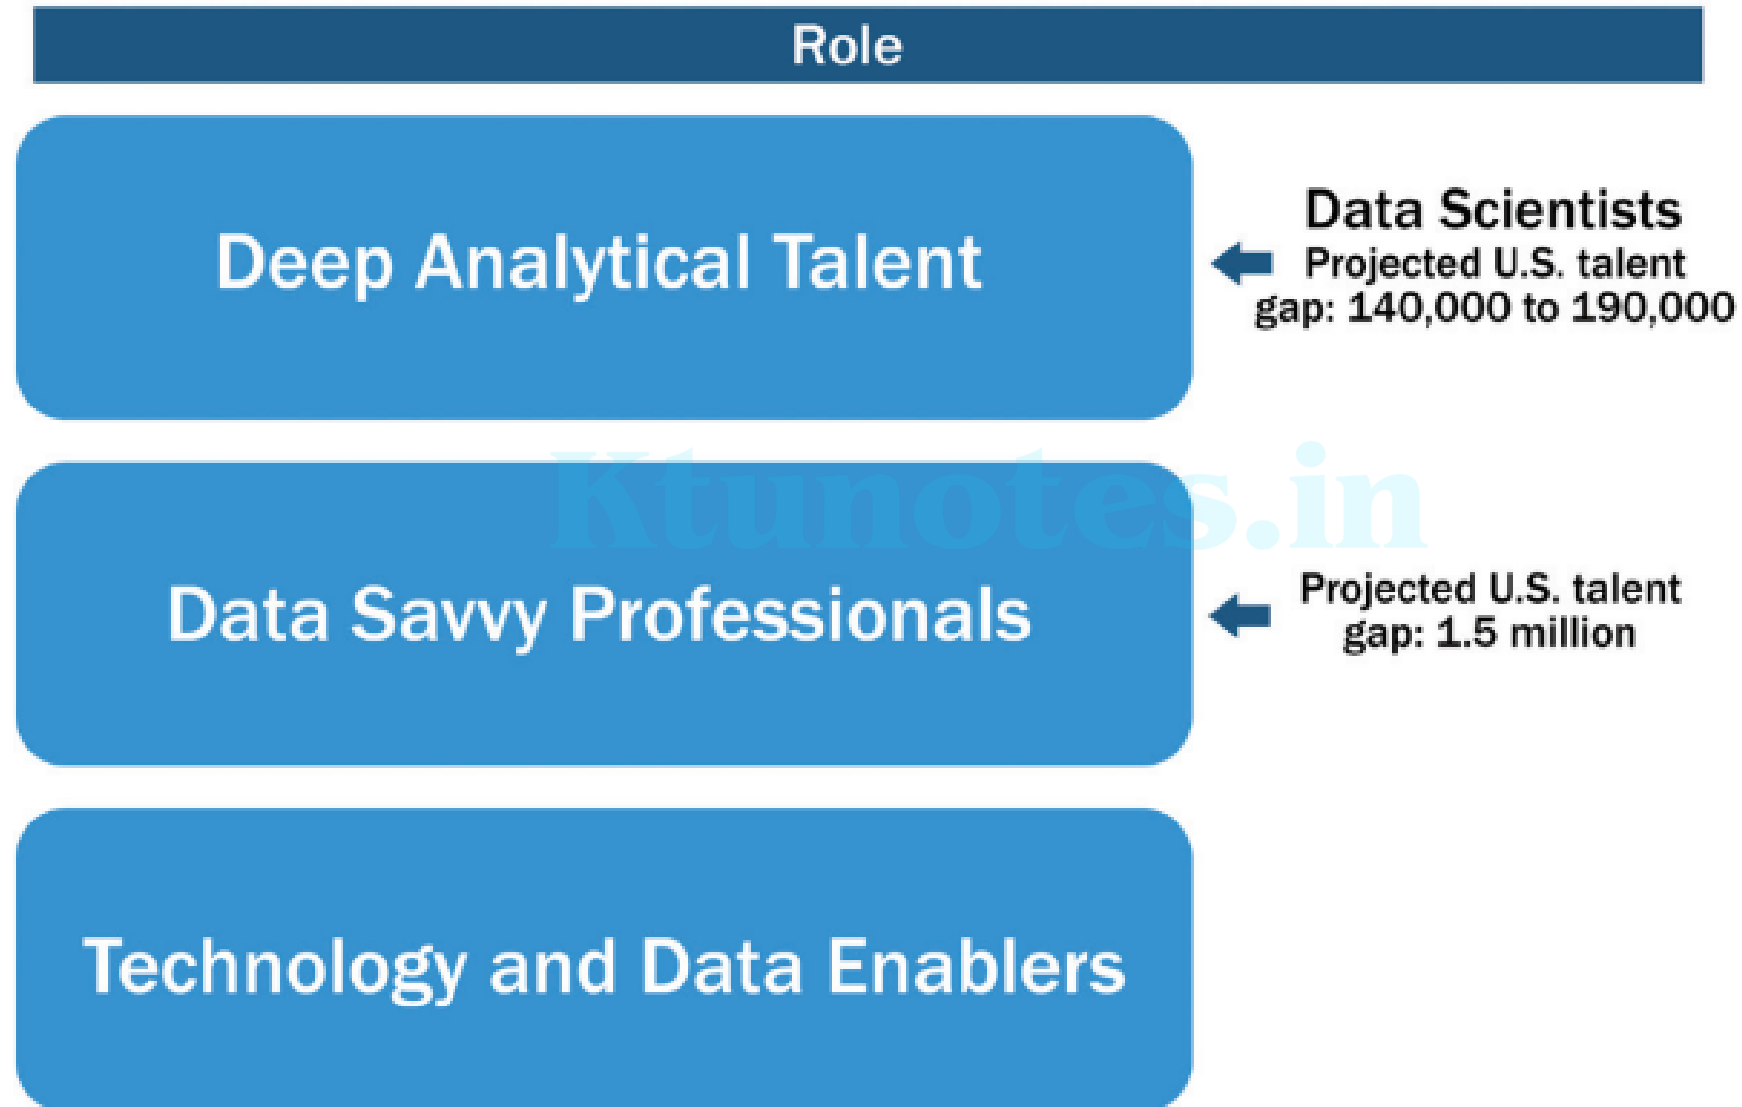 Role
Deep Analytical Talent
Data Scientists
Projected U.S. talent
gap: 140,000 to 190,000
Ktunotes.in
Data Savvy Professionals
Projected U.S. talent
gap: 1.5 million
Technology and Data Enablers